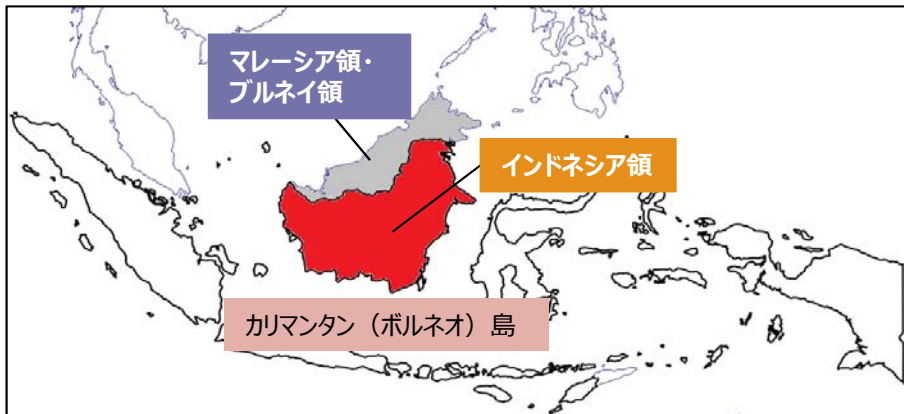 マレーシア領・
ブルネイ領
インドネシア領
カリマンタン（ボルネオ）島